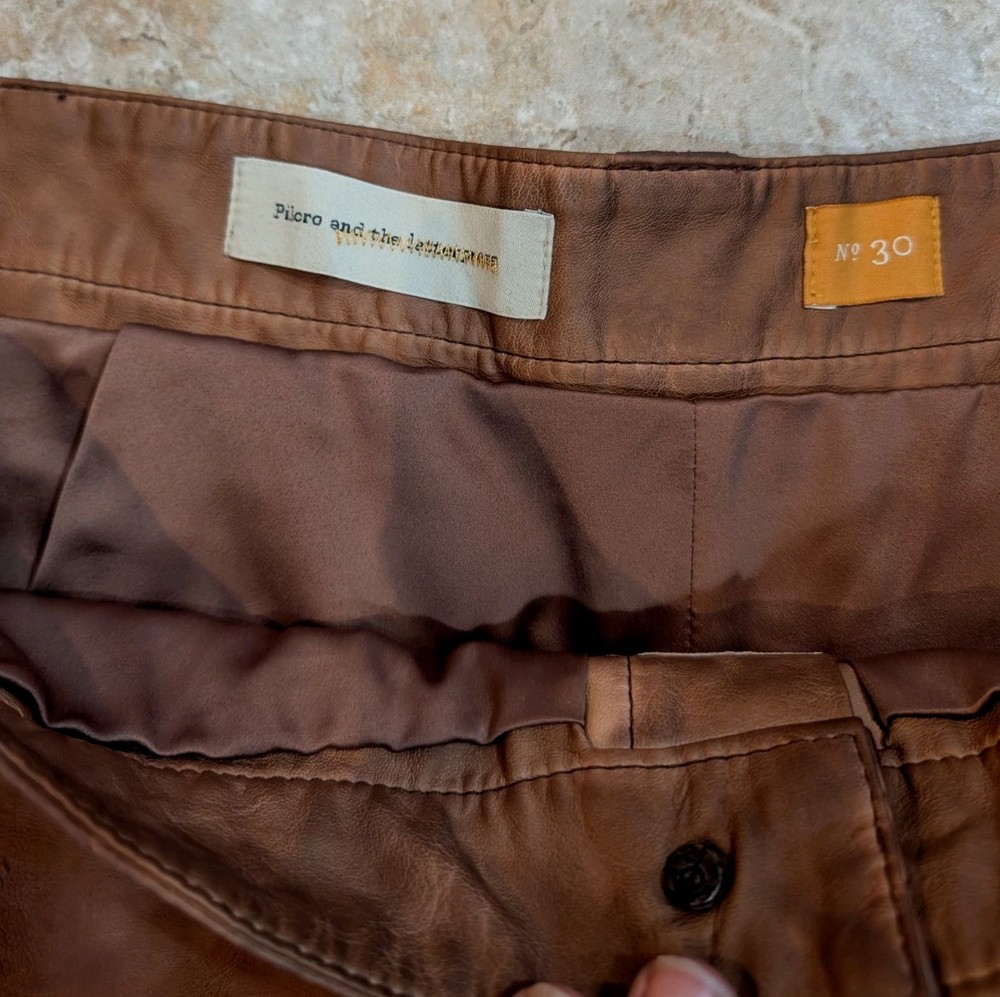 Pilcro and the letterpress
Nº 30